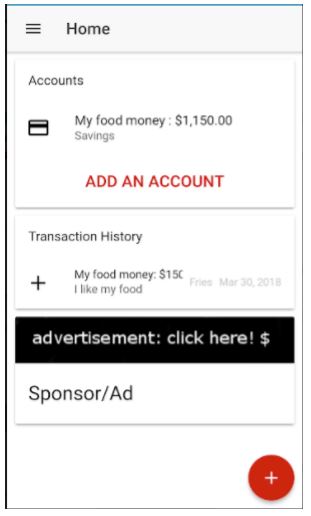 Home
Accounts
My food money : $1,150.00
Savings
ADD AN ACCOUNT
Transaction History
My food money: $150
Fries Mar 30, 2018
I like my food
advertisement: click here! $
Sponsor/Ad